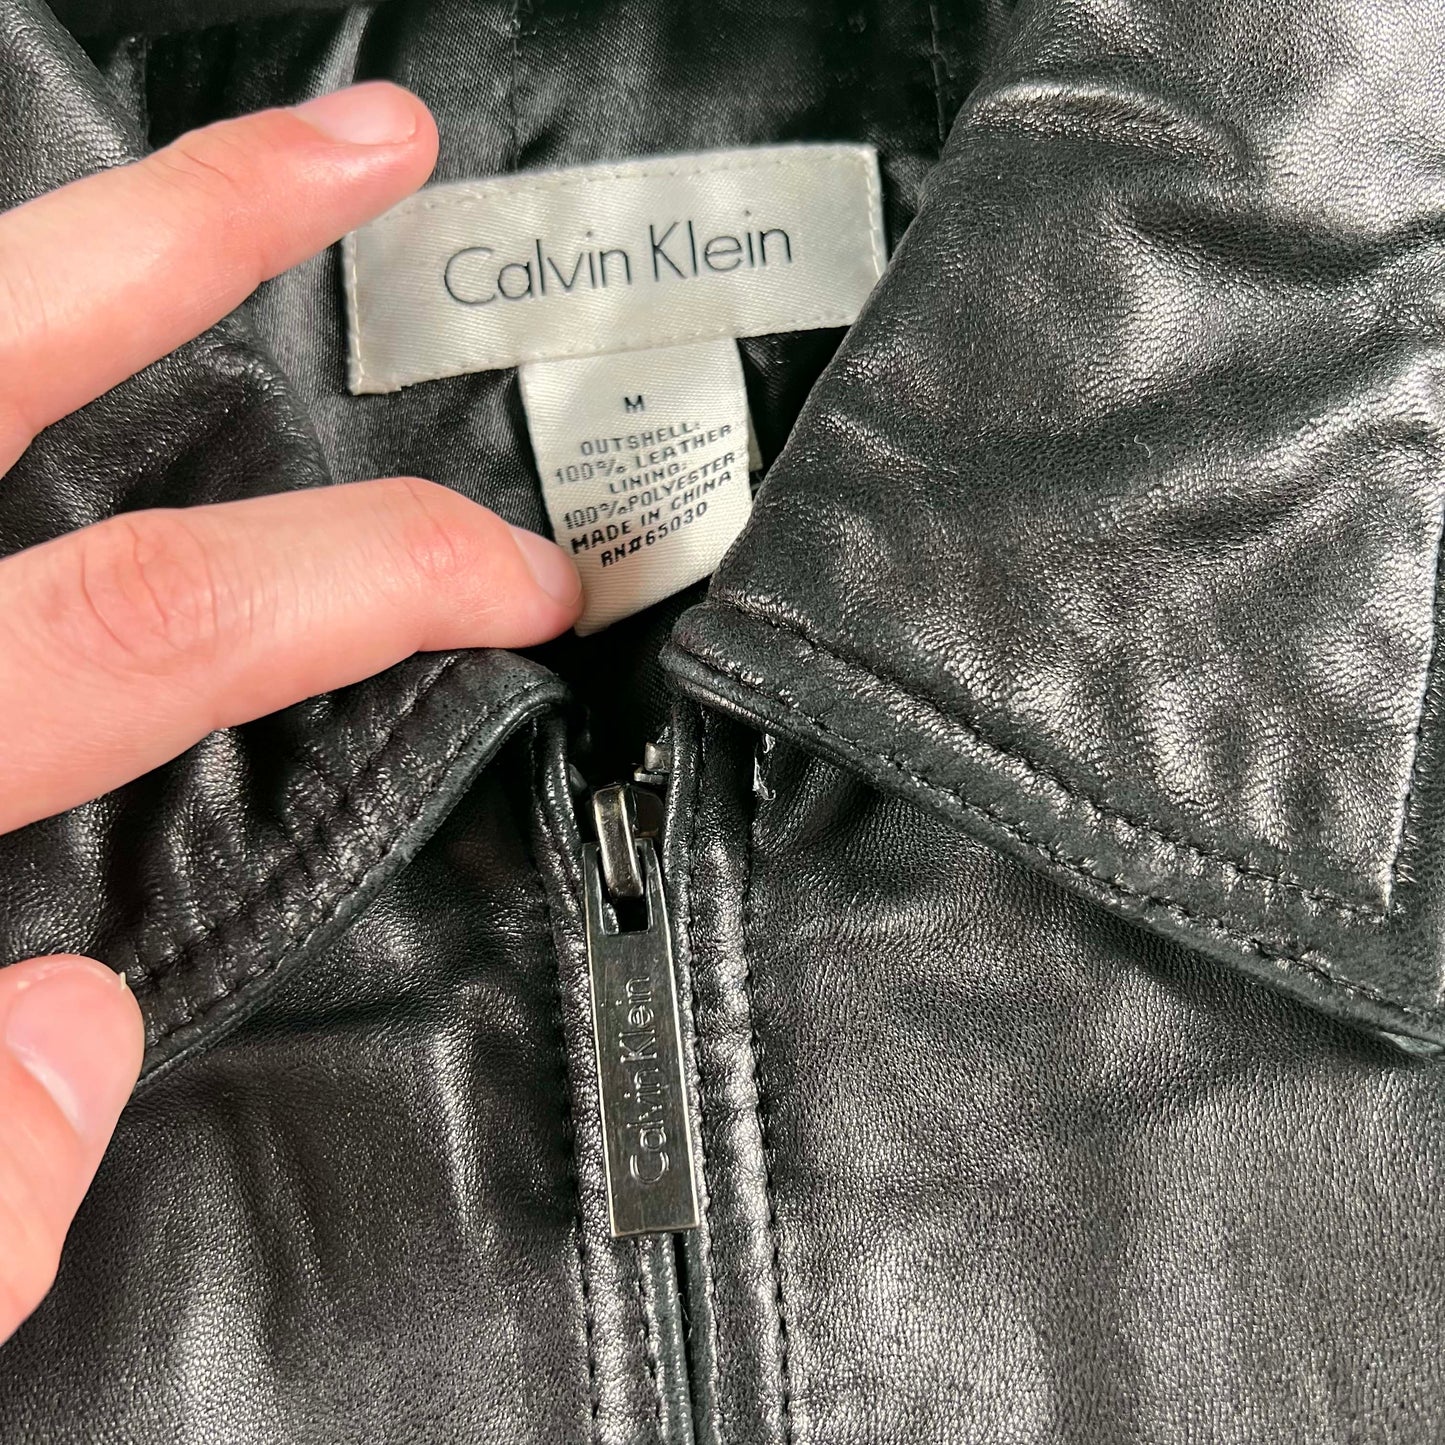 Calvin Klein
M
OUTSHELL:
100% LEATHER
LINING:
100%POLYESTER
MADE IN CHINA
RN#65030
Calvin Klein